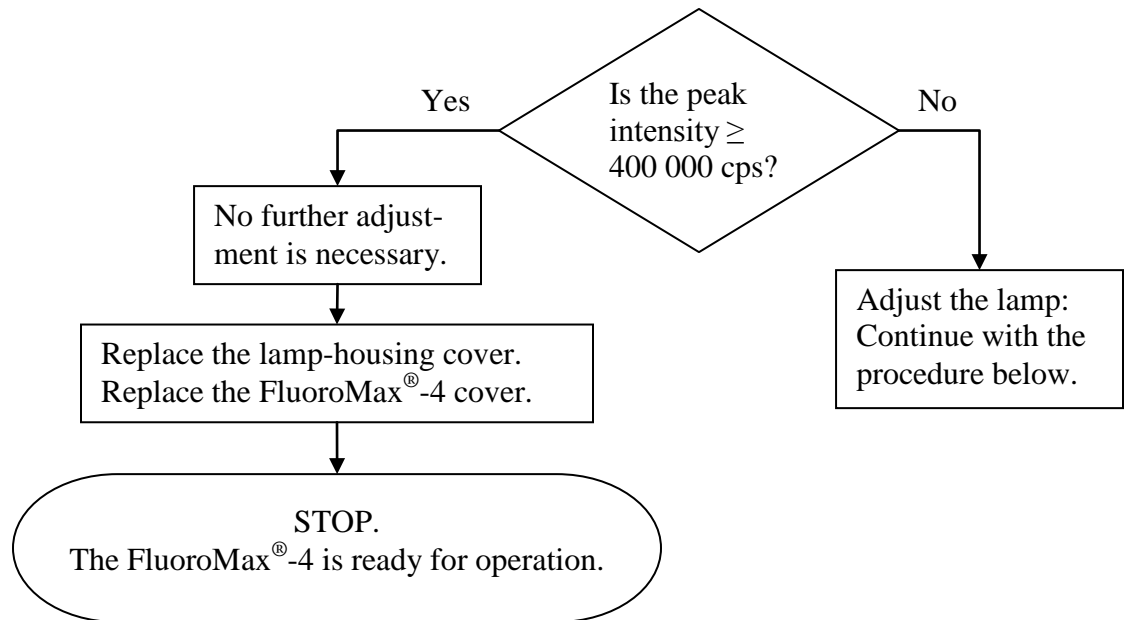 Yes
Is the peak
intensity ≥
400 000 cps?
No
No further adjust-
ment is necessary.
Adjust the lamp:
Continue with the
procedure below.
Replace the lamp-housing cover.
Replace the FluoroMax®-4 cover.
STOP.
The FluoroMax®-4 is ready for operation.